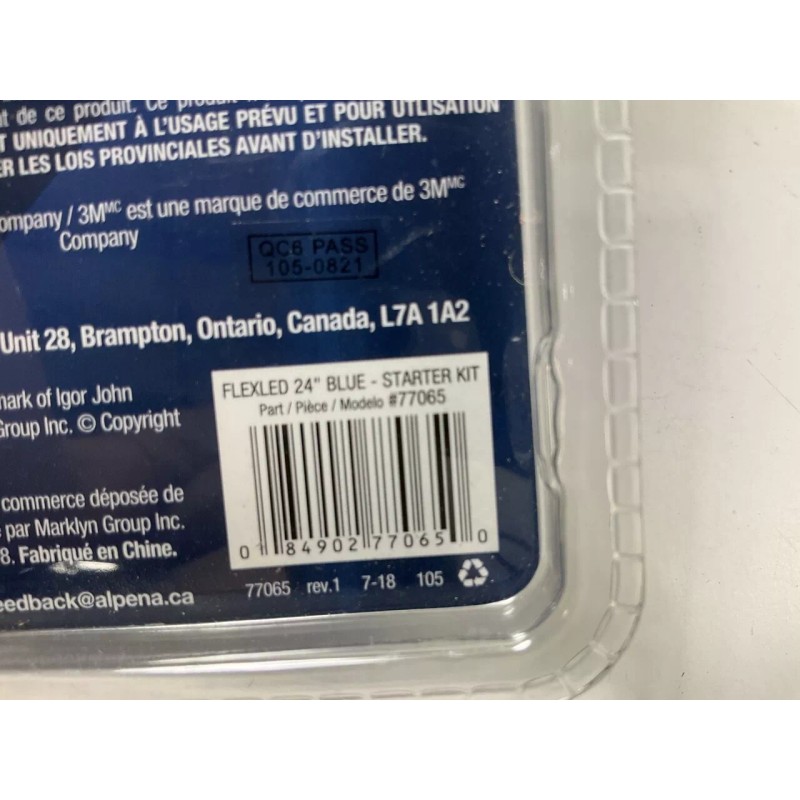 de ce produit. Ce
UNIQUEMENT À L'USAGE PRÉVU ET POUR UTLISATION
LES LOIS PROVINCIALES AVANT D'INSTALLER.
ompany / 3Mᴹᶜ est une marque de commerce de 3Mᴹᶜ
Company
QC6 PASS
105-0821
Unit 28, Brampton, Ontario, Canada, L7A 1A2
mark of Igor John
Group Inc. © Copyright
commerce déposée de
par Marklyn Group Inc.
8. Fabriqué en Chine.
eedback@alpena.ca
FLEXLED 24" BLUE - STARTER KIT
Part / Pièce / Modelo #77065
0 84902 77065 0
77065 rev.1 7-18 105